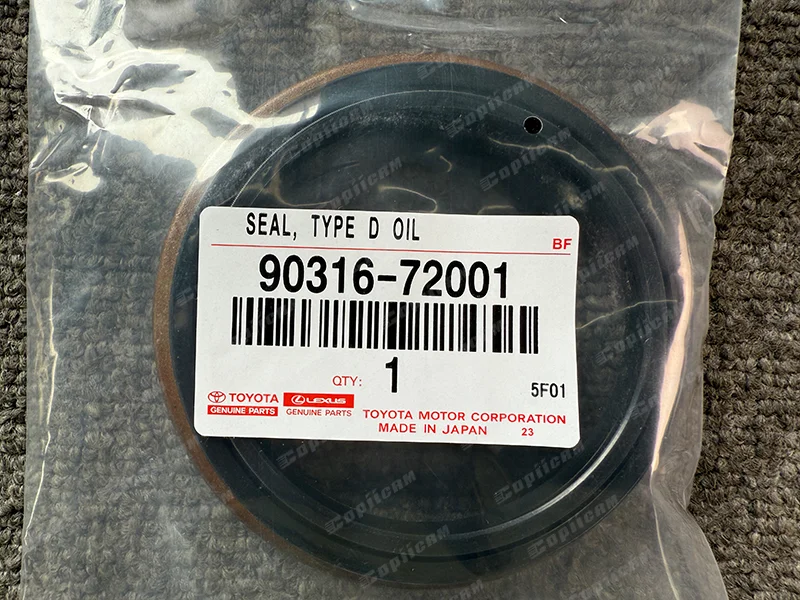 SEAL, TYPE D OIL
BF
90316-72001
QTY: 1
5F01
TOYOTA LEXUS
GENUINE PARTS GENUINE PARTS
TOYOTA MOTOR CORPORATION
MADE IN JAPAN 23
Copiicam